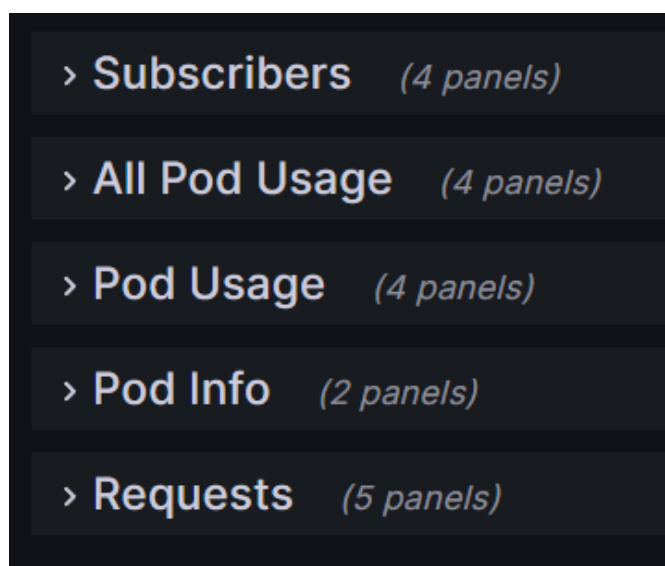 Subscribers (4 panels)
All Pod Usage (4 panels)
Pod Usage (4 panels)
Pod Info (2 panels)
Requests (5 panels)